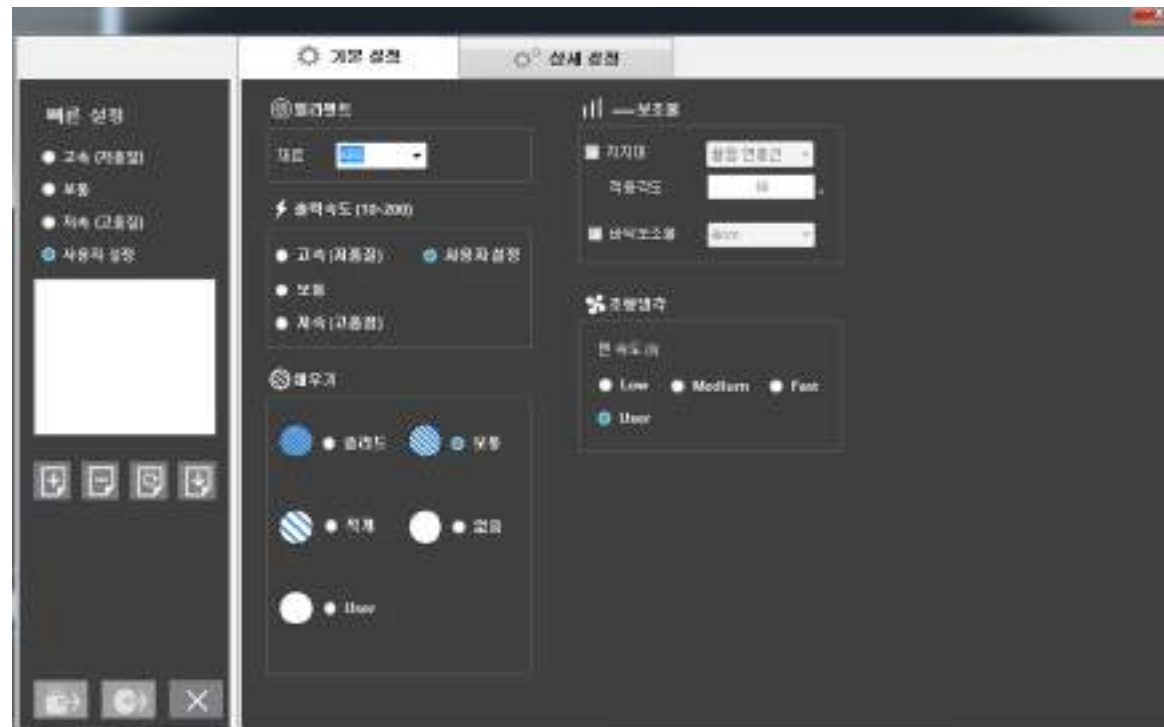 기본 설정
상세 설정
빠른 설정
고속 (저품질)
보통
저속 (고품질)
사용자 설정
필라멘트
재료
출력속도 (10~200)
고속 (저품질)
사용자 설정
보통
저속 (고품질)
채우기
솔리드
보통
적게
없음
User
보조물
지지대
적용각도
60
바닥보조물
조형냉각
팬 속도
Low
Medium
Fast
User